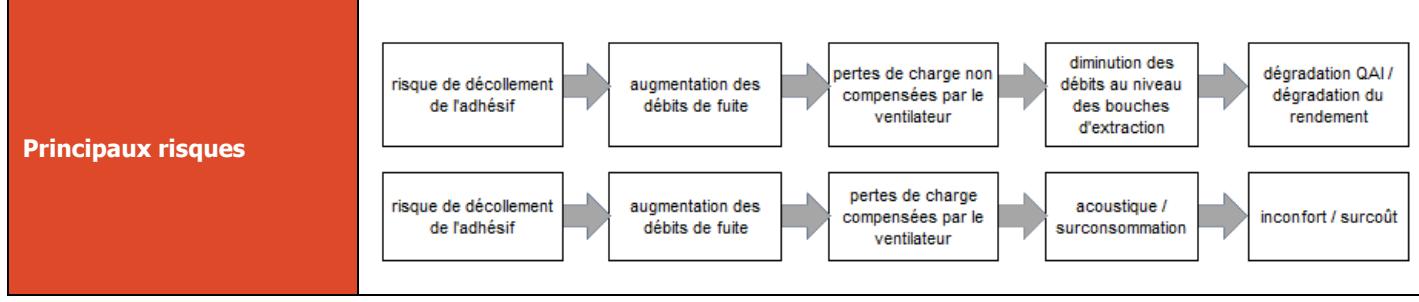 Principaux risques
risque de décollement
de l'adhésif
augmentation des
débits de fuite
pertes de charge non
compensées par le
ventilateur
diminution des
débits au niveau
des bouches
d'extraction
dégradation QAI /
dégradation du
rendement
risque de décollement
de l'adhésif
augmentation des
débits de fuite
pertes de charge
compensées par le
ventilateur
acoustique /
surconsommation
inconfort / surcoût